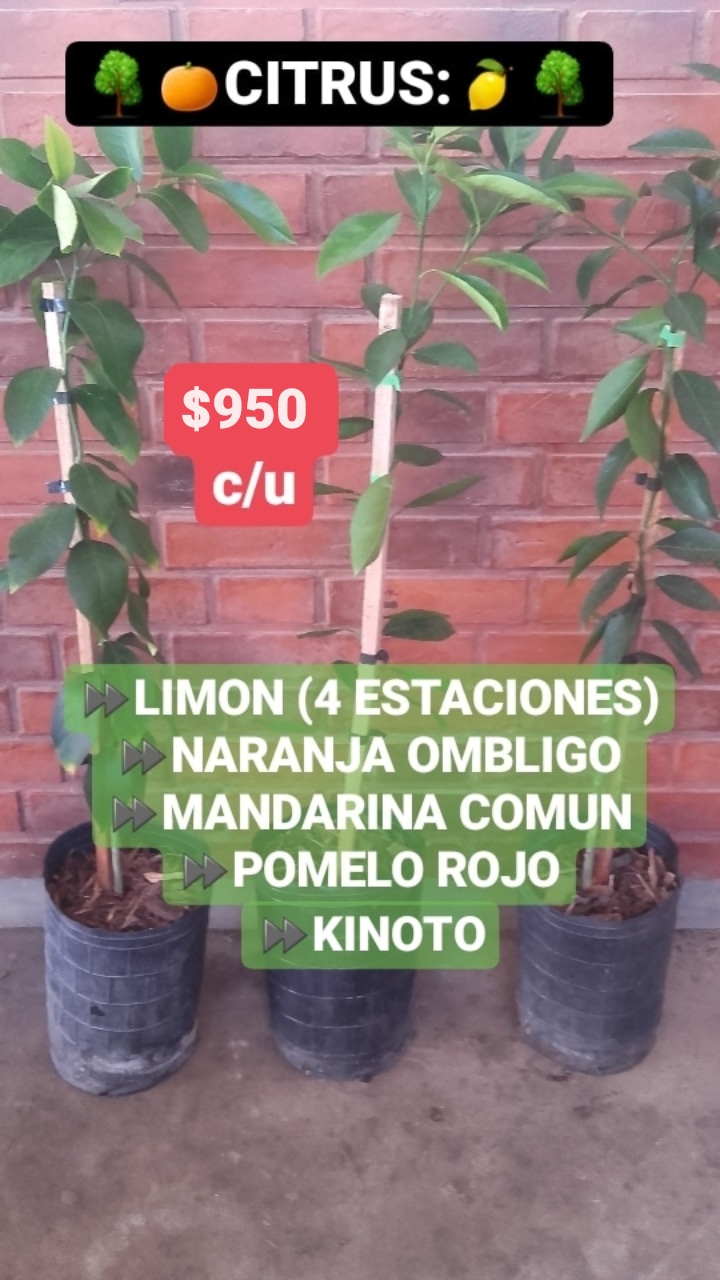 🌳 🍊CITRUS:🍋 🌳
$950
c/u
⏩LIMON (4 ESTACIONES)
⏩NARANJA OMBLIGO
⏩MANDARINA COMUN
⏩POMELO ROJO
⏩KINOTO